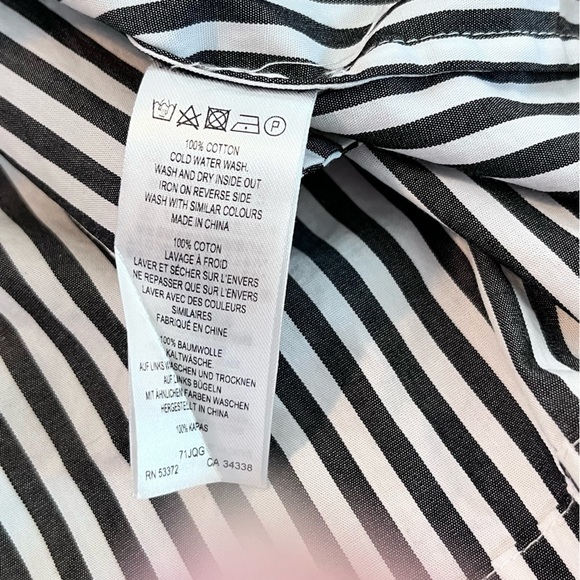 P
100% COTTON
COLD WATER WASH.
WASH AND DRY INSIDE OUT
IRON ON REVERSE SIDE
WASH WITH SIMILAR COLOURS
MADE IN CHINA
100% COTON
LAVAGE À FROID
LAVER ET SÉCHER SUR L'ENVERS
NE REPASSER QUE SUR L'ENVERS
LAVER AVEC DES COULEURS
SIMILAIRES
FABRIQUÉ EN CHINE
100% BAUMWOLLE
KALTWÄSCHE
AUF LINKS WASCHEN UND TROCKNEN
AUF LINKS BÜGELN
MIT ÄHNLICHEN FARBEN WASCHEN
HERGESTELLT IN CHINA
100% KAPAS
71JQG
RN 53372 CA 34338